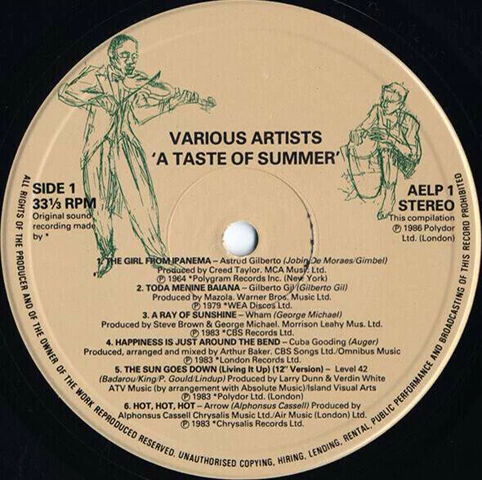 VARIOUS ARTISTS
'A TASTE OF SUMMER'
SIDE 1
33⅓ RPM
Original sound
recording made
by *
AELP 1
STEREO
This compilation
℗ 1986 Polydor
Ltd. (London)
1. THE GIRL FROM IPANEMA – Astrud Gilberto (Jobin De Moraes/Gimbel)
Produced by Creed Taylor. MCA Music Ltd.
℗ 1964 *Polygram Records Inc. (New York)
2. TODA MENINE BAIANA – Gilberto Gil (Gilberto Gil)
Produced by Mazola. Warner Bros. Music Ltd.
℗ 1979 *WEA Discs Ltd.
3. A RAY OF SUNSHINE – Wham (George Michael)
Produced by Steve Brown & George Michael. Morrison Leahy Mus. Ltd.
℗ 1983 *CBS Records Ltd.
4. HAPPINESS IS JUST AROUND THE BEND – Cuba Gooding (Auger)
Produced, arranged and mixed by Arthur Baker. CBS Songs Ltd./Omnibus Music
℗ 1983 *London Records Ltd.
5. THE SUN GOES DOWN (Living It Up) (12" Version) – Level 42
(Badarou/King/P. Gould/Lindup) Produced by Larry Dunn & Verdin White
ATV Music (by arrangement with Absolute Music)/Island Visual Arts
℗ 1983 *Polydor Ltd. (London)
6. HOT, HOT, HOT – Arrow (Alphonsus Cassell) Produced by
Alphonsus Cassell Chrysalis Music Ltd./Air Music (London) Ltd.
℗ 1983 *Chrysalis Records Ltd.
ALL RIGHTS OF THE PRODUCER AND OF THE OWNER OF THE WORK REPRODUCED RESERVED. UNAUTHORISED COPYING, HIRING, LENDING, RENTAL, PUBLIC PERFORMANCE AND BROADCASTING OF THIS RECORD PROHIBITED